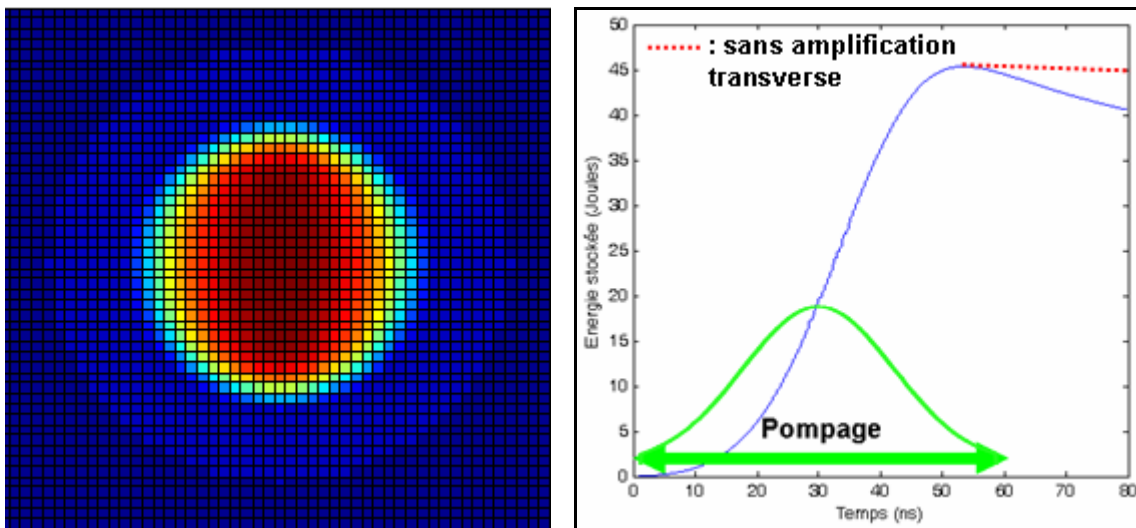 : sans amplification
transverse
Energie stockée (Joules)
50
45
40
35
30
25
20
15
10
5
0
Pompage
0 10 20 30 40 50 60 70 80
Temps (ns)